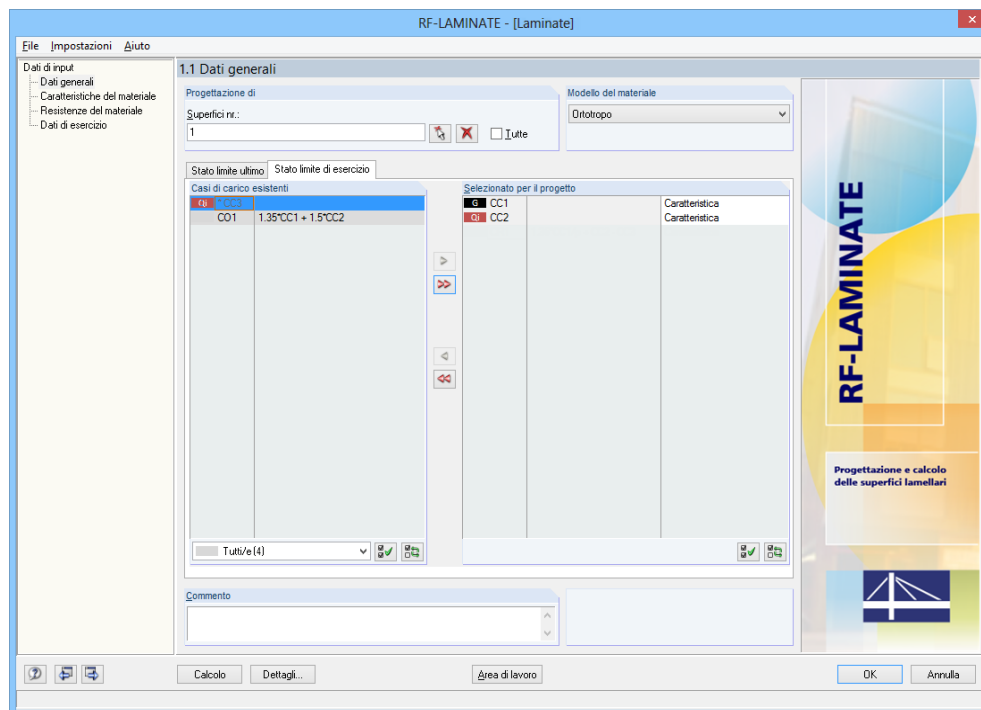 RF-LAMINATE - [Laminate]
File Impostazioni Aiuto
Dati di input
Dati generali
Caratteristiche del materiale
Resistenze del materiale
Dati di esercizio
1.1 Dati generali
Progettazione di
Superfici nr.:
1
Tutte
Modello del materiale
Ortotropo
Stato limite ultimo
Stato limite di esercizio
Casi di carico esistenti
Qi * CC3
CO1 1.35*CC1 + 1.5*CC2
Tutti/e (4)
Selezionato per il progetto
G CC1 Caratteristica
Qi CC2 Caratteristica
Commento
RF-LAMINATE
Progettazione e calcolo
delle superfici lamellari
Calcolo
Dettagli...
Area di lavoro
OK
Annulla